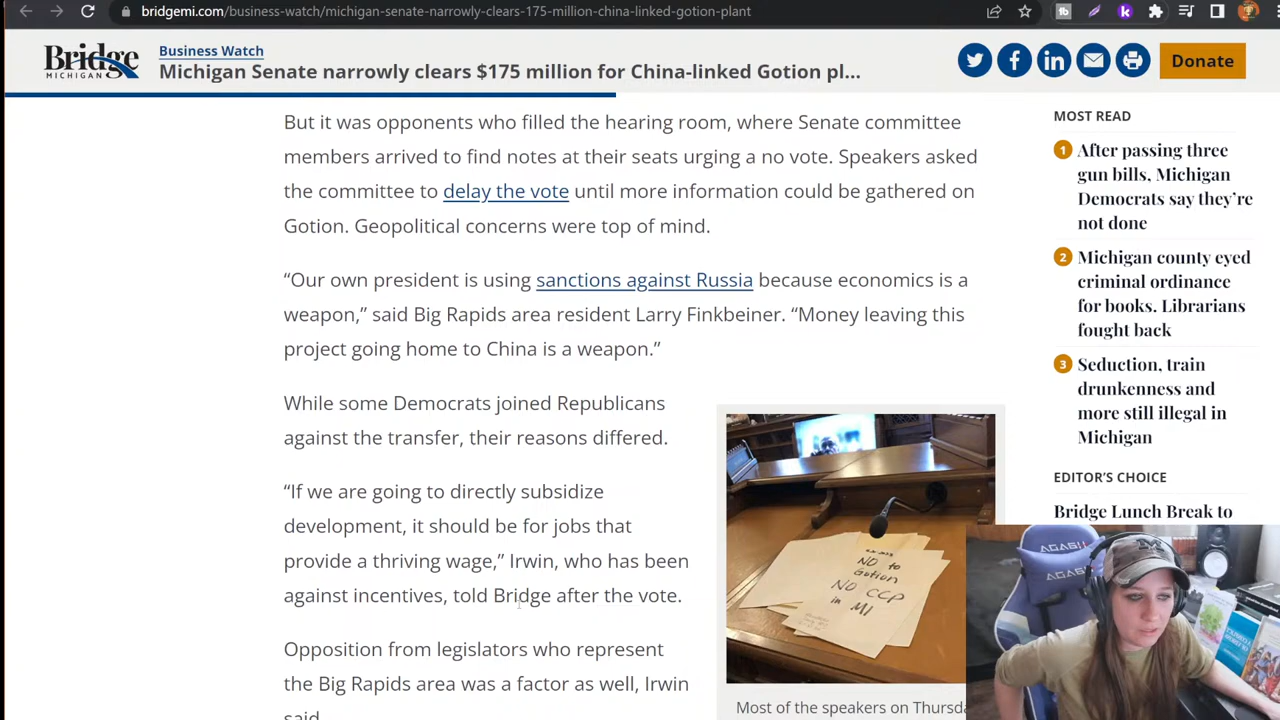 bridgemi.com/business-watch/michigan-senate-narrowly-clears-175-million-china-linked-gotion-plant
Bridge
MICHIGAN
Business Watch
Michigan Senate narrowly clears $175 million for China-linked Gotion pl...
Donate
But it was opponents who filled the hearing room, where Senate committee
members arrived to find notes at their seats urging a no vote. Speakers asked
the committee to delay the vote until more information could be gathered on
Gotion. Geopolitical concerns were top of mind.
“Our own president is using sanctions against Russia because economics is a
weapon,” said Big Rapids area resident Larry Finkbeiner. “Money leaving this
project going home to China is a weapon.”
While some Democrats joined Republicans
against the transfer, their reasons differed.
“If we are going to directly subsidize
development, it should be for jobs that
provide a thriving wage,” Irwin, who has been
against incentives, told Bridge after the vote.
Opposition from legislators who represent
the Big Rapids area was a factor as well, Irwin
said
NO to
Gotion
NO CCP
in MI
Most of the speakers on Thursda
MOST READ
1 After passing three
gun bills, Michigan
Democrats say they’re
not done
2 Michigan county eyed
criminal ordinance
for books. Librarians
fought back
3 Seduction, train
drunkenness and
more still illegal in
Michigan
EDITOR’S CHOICE
Bridge Lunch Break to
AGASII
AGASII
M